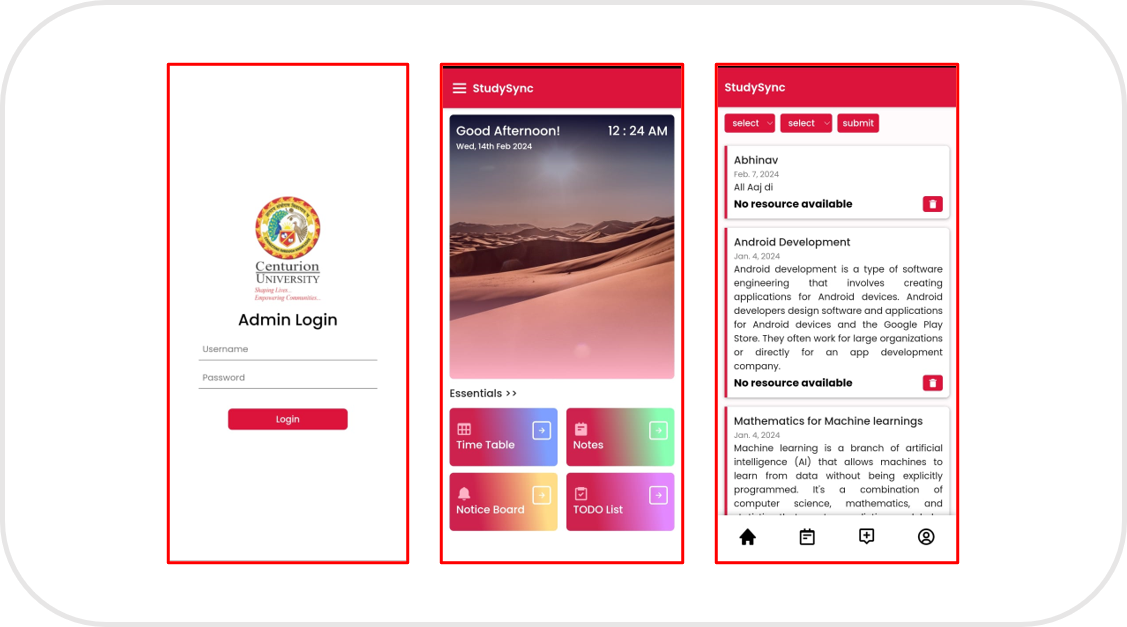 Centurion
UNIVERSITY
Shaping Lives...
Empowering Communities...
Admin Login
Username
Password
Login
StudySync
Good Afternoon!
12 : 24 AM
Wed, 14th Feb 2024
Essentials >>
Time Table
Notes
Notice Board
TODO List
StudySync
select
select
submit
Abhinav
Feb. 7, 2024
All Aaj di
No resource available
Android Development
Jan. 4, 2024
Android development is a type of software
engineering that involves creating
applications for Android devices. Android
developers design software and applications
for Android devices and the Google Play
Store. They often work for large organizations
or directly for an app development
company.
No resource available
Mathematics for Machine learnings
Jan. 4, 2024
Machine learning is a branch of artificial
intelligence (AI) that allows machines to
learn from data without being explicitly
programmed. It's a combination of
computer science, mathematics, and